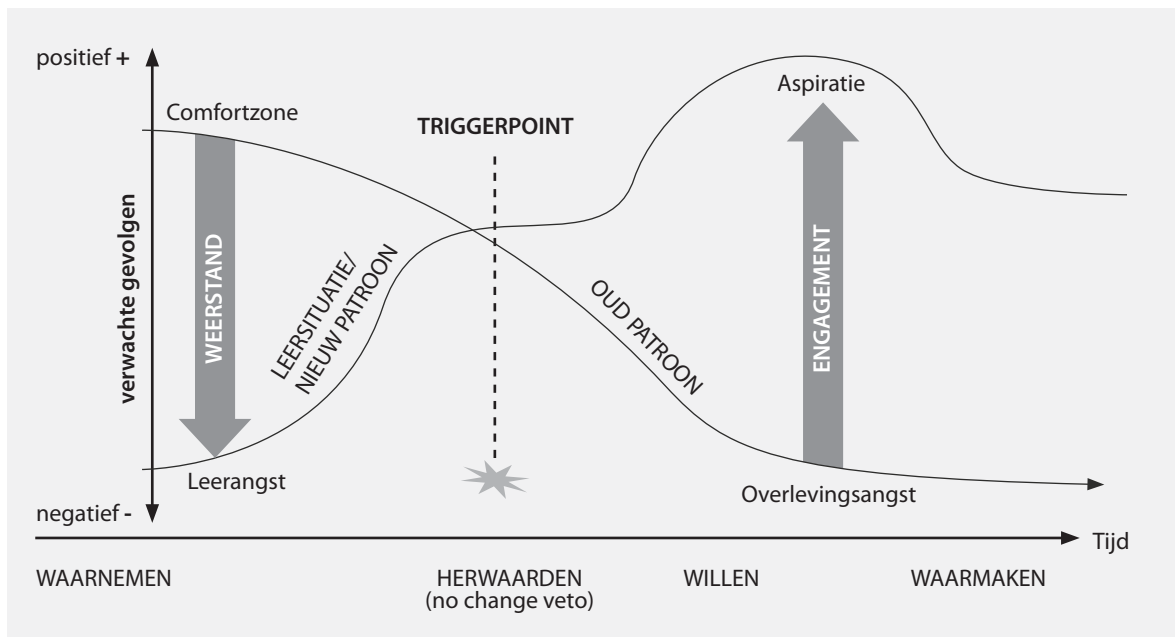 positief +
Comfortzone
Aspiratie
TRIGGERPOINT
verwachte gevolgen
WEERSTAND
LEERSITUATIE/
NIEUW PATROON
OUD PATROON
ENGAGEMENT
Leerangst
Overlevingsangst
negatief -
Tijd
WAARNEMEN
HERWAARDEN
(no change veto)
WILLEN
WAARMAKEN